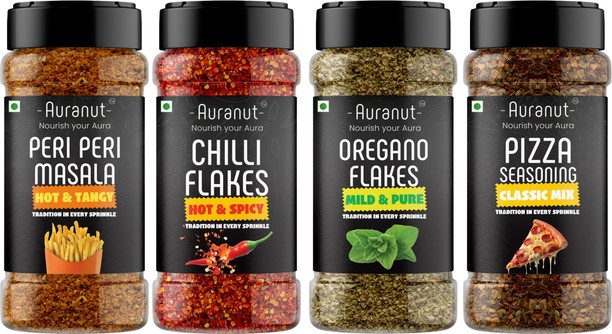 -Auranut-
Nourish your Aura
PERI PERI
MASALA
HOT & TANGY
TRADITION IN EVERY SPRINKLE
-Auranut-
Nourish your Aura
CHILLI
FLAKES
HOT & SPICY
TRADITION IN EVERY SPRINKLE
-Auranut-
Nourish your Aura
OREGANO
FLAKES
MILD & PURE
TRADITION IN EVERY SPRINKLE
-Auranut-
Nourish your Aura
PIZZA
SEASONING
CLASSIC MIX
TRADITION IN EVERY SPRINKLE